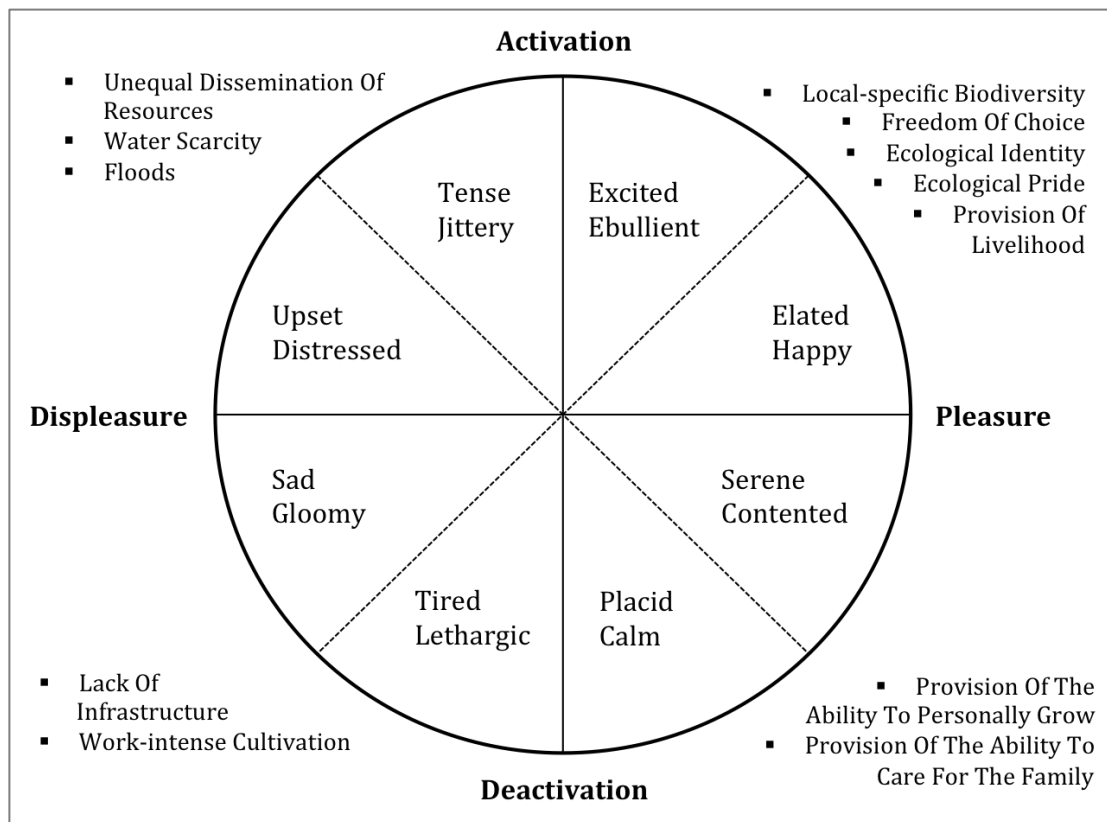 Activation
▪ Unequal Dissemination Of
Resources
▪ Water Scarcity
▪ Floods
▪ Local-specific Biodiversity
▪ Freedom Of Choice
▪ Ecological Identity
▪ Ecological Pride
▪ Provision Of
Livelihood
Tense
Jittery
Excited
Ebullient
Upset
Distressed
Elated
Happy
Displeasure
Pleasure
Sad
Gloomy
Serene
Contented
Tired
Lethargic
Placid
Calm
▪ Lack Of
Infrastructure
▪ Work-intense Cultivation
▪ Provision Of The
Ability To Personally Grow
▪ Provision Of The Ability To
Care For The Family
Deactivation